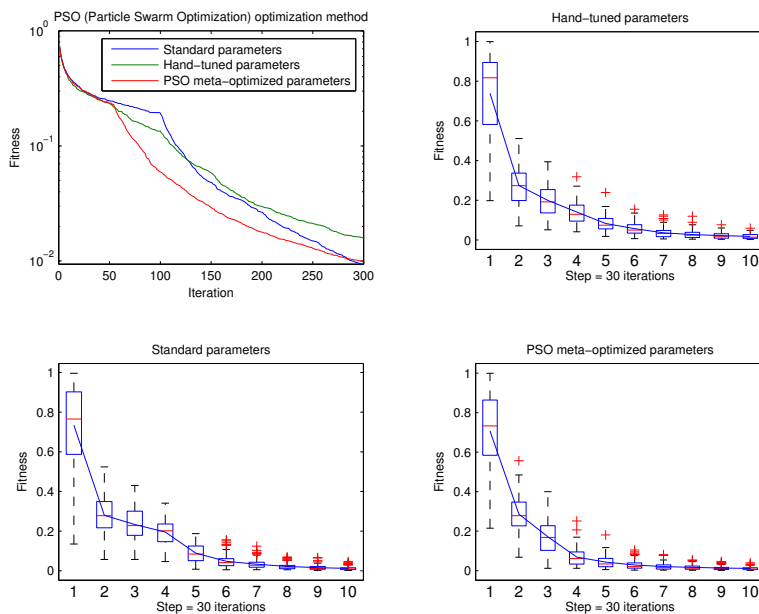 PSO (Particle Swarm Optimization) optimization method
10^0
10^-1
10^-2
Fitness
Standard parameters
Hand-tuned parameters
PSO meta-optimized parameters
0 50 100 150 200 250 300
Iteration
Hand-tuned parameters
1
0.8
0.6
0.4
0.2
0
Fitness
1 2 3 4 5 6 7 8 9 10
Step = 30 iterations
Standard parameters
1
0.8
0.6
0.4
0.2
0
Fitness
1 2 3 4 5 6 7 8 9 10
Step = 30 iterations
PSO meta-optimized parameters
1
0.8
0.6
0.4
0.2
0
Fitness
1 2 3 4 5 6 7 8 9 10
Step = 30 iterations